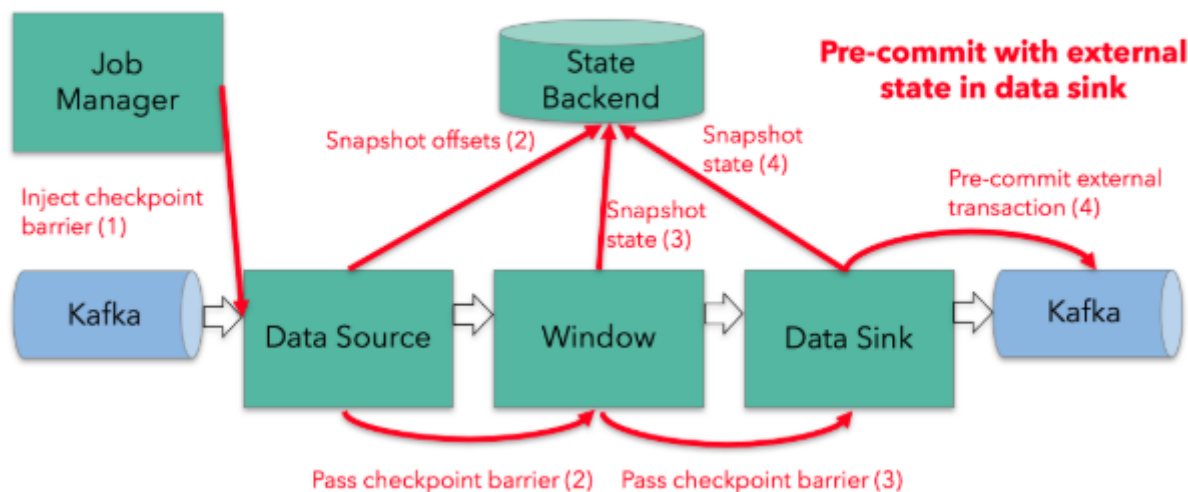 Job
Manager
State
Backend
Pre-commit with external
state in data sink
Snapshot offsets (2)
Snapshot
state (4)
Pre-commit external
transaction (4)
Inject checkpoint
barrier (1)
Snapshot
state (3)
Kafka
Data Source
Window
Data Sink
Kafka
Pass checkpoint barrier (2)
Pass checkpoint barrier (3)